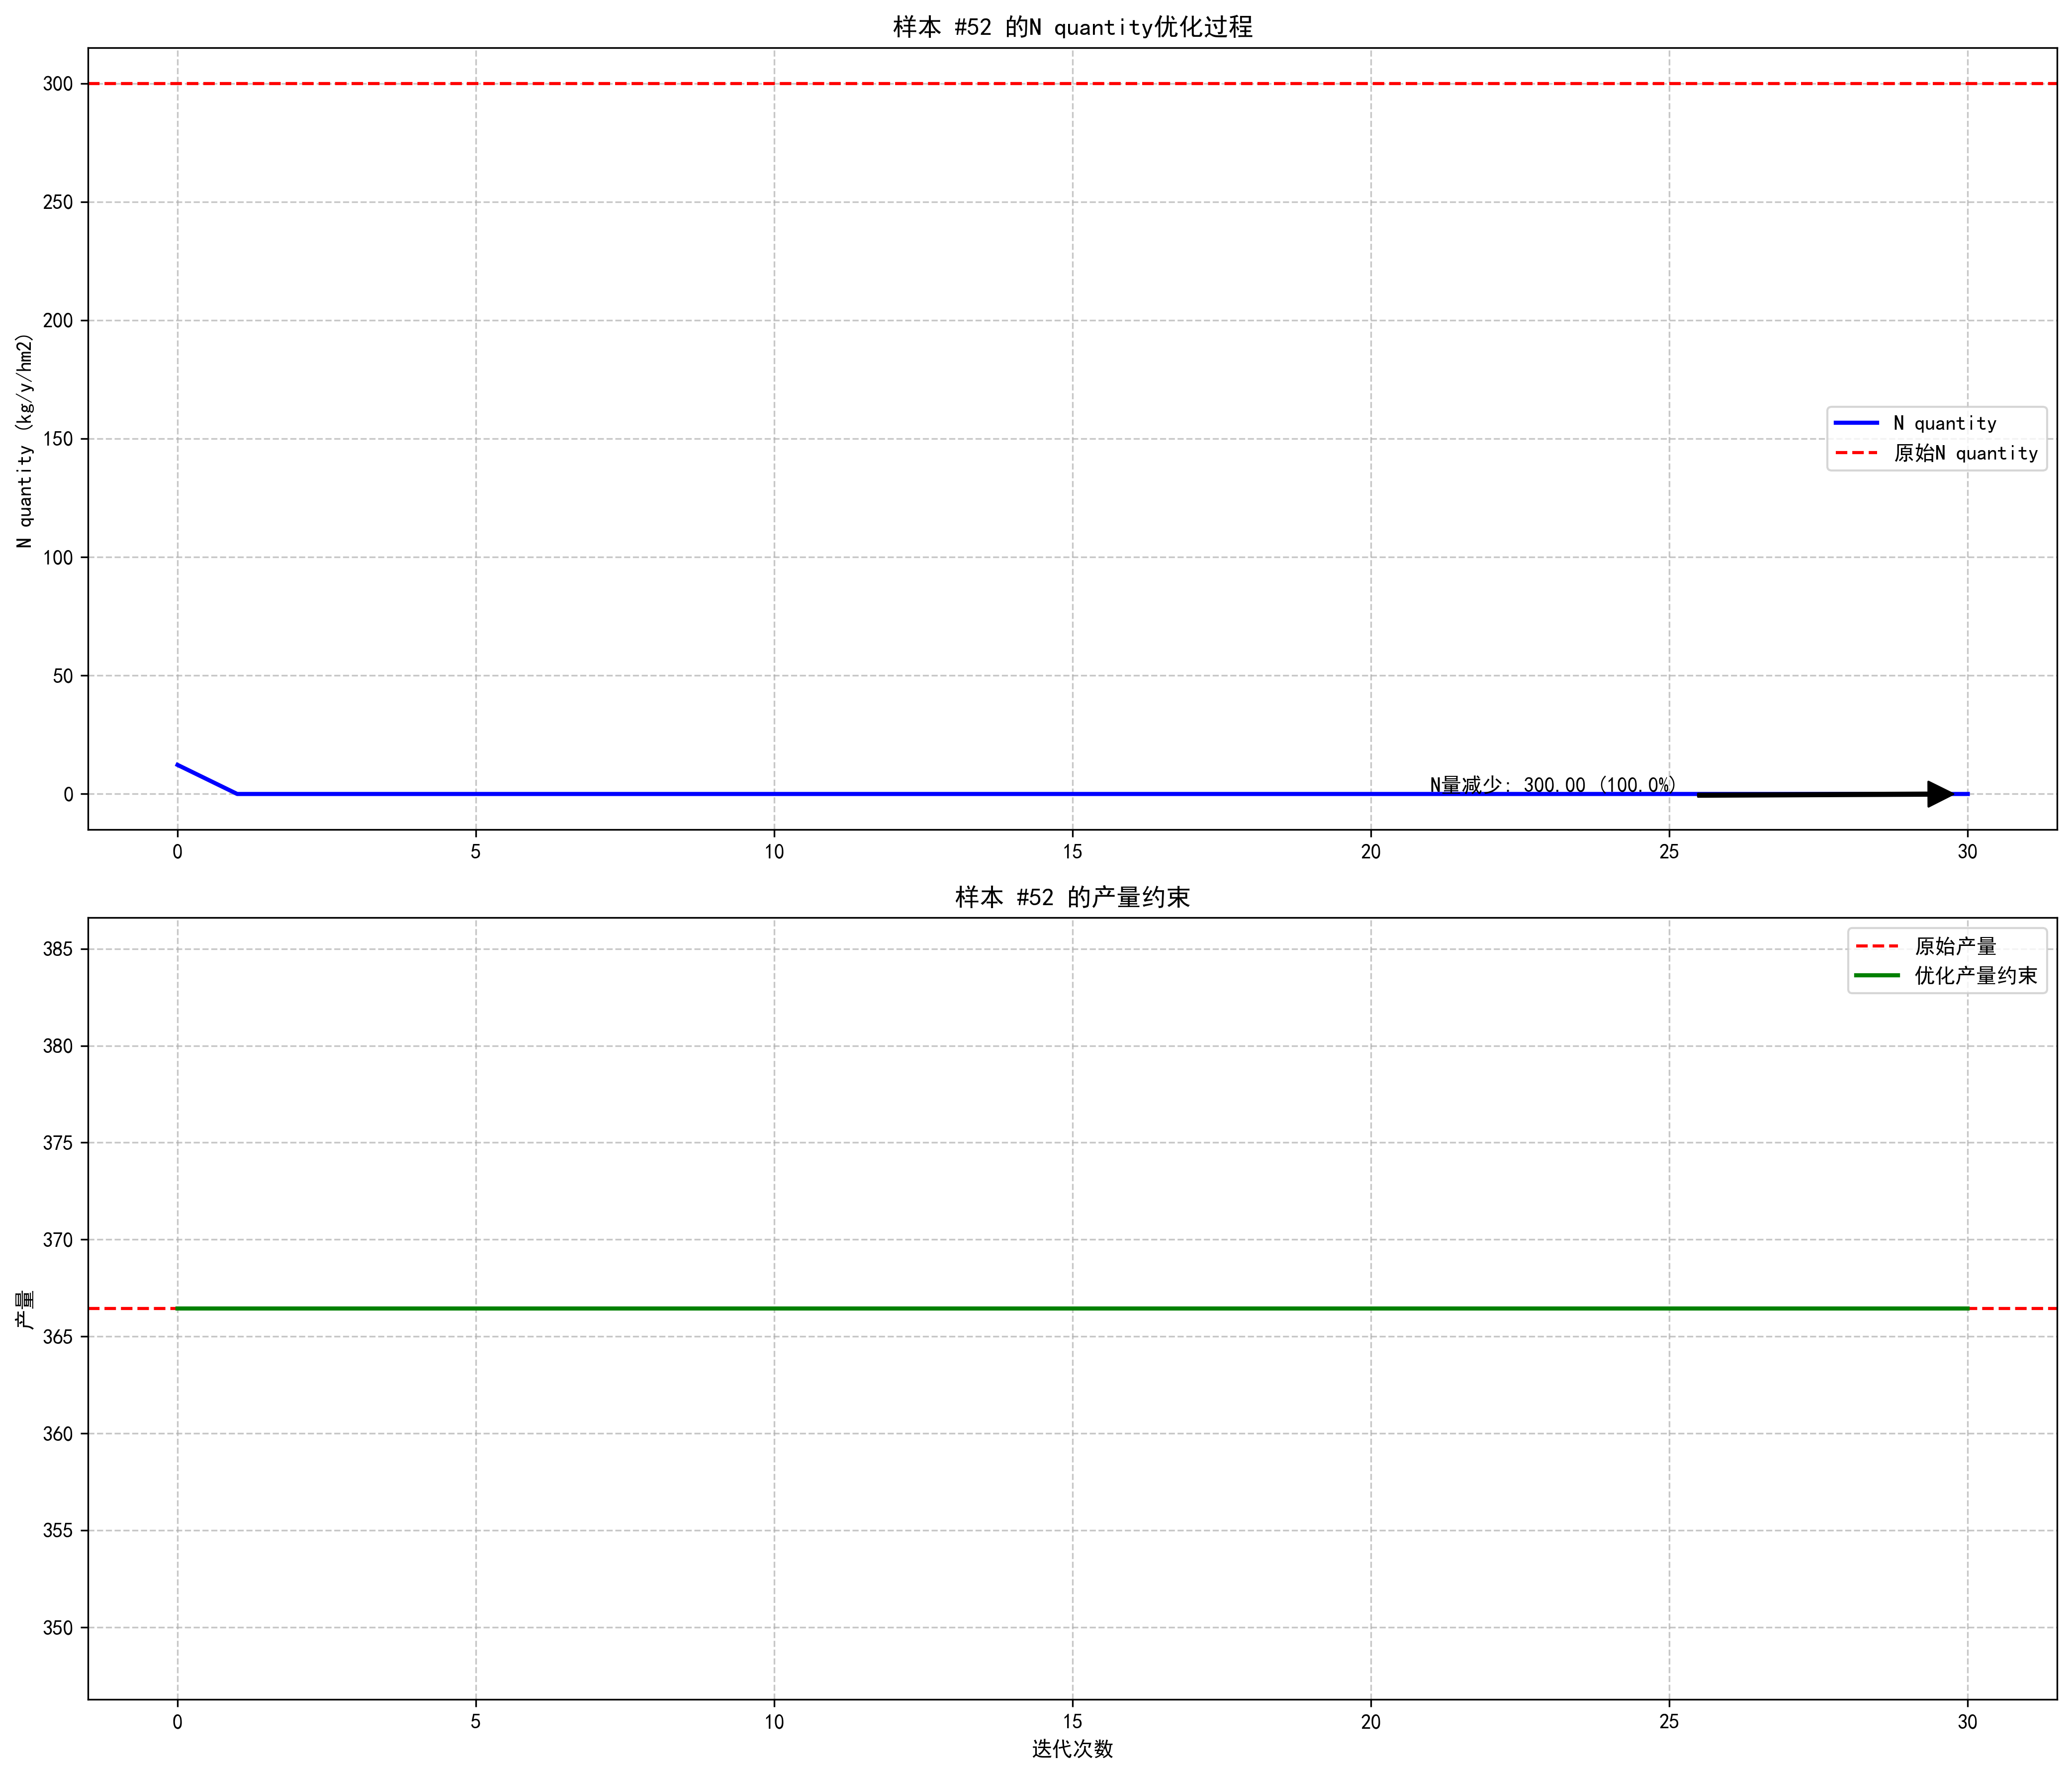 样本 #52 的N quantity优化过程
N quantity (kg/y/hm2)
300
250
200
150
100
50
0
N quantity
原始N quantity
N量减少: 300.00 (100.0%)
0 5 10 15 20 25 30
样本 #52 的产量约束
产量
385
380
375
370
365
360
355
350
原始产量
优化产量约束
0 5 10 15 20 25 30
迭代次数